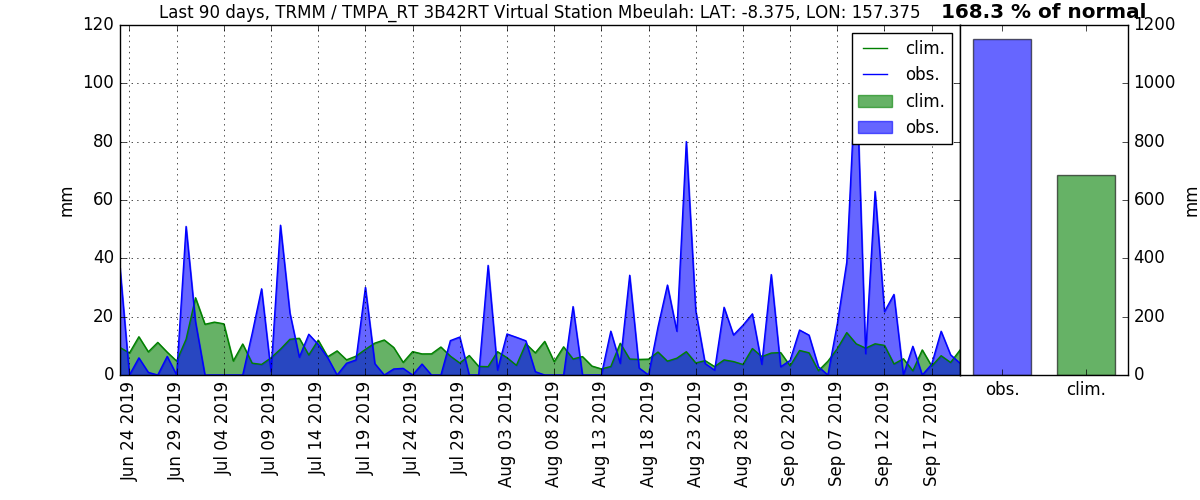 Last 90 days, TRMM / TMPA_RT 3B42RT Virtual Station Mbeulah: LAT: -8.375, LON: 157.375
168.3 % of normal
120
100
80
60
40
20
0
mm
clim.
obs.
clim.
obs.
1200
1000
800
600
400
200
0
mm
obs.
clim.
Jun 24 2019
Jun 29 2019
Jul 04 2019
Jul 09 2019
Jul 14 2019
Jul 19 2019
Jul 24 2019
Jul 29 2019
Aug 03 2019
Aug 08 2019
Aug 13 2019
Aug 18 2019
Aug 23 2019
Aug 28 2019
Sep 02 2019
Sep 07 2019
Sep 12 2019
Sep 17 2019